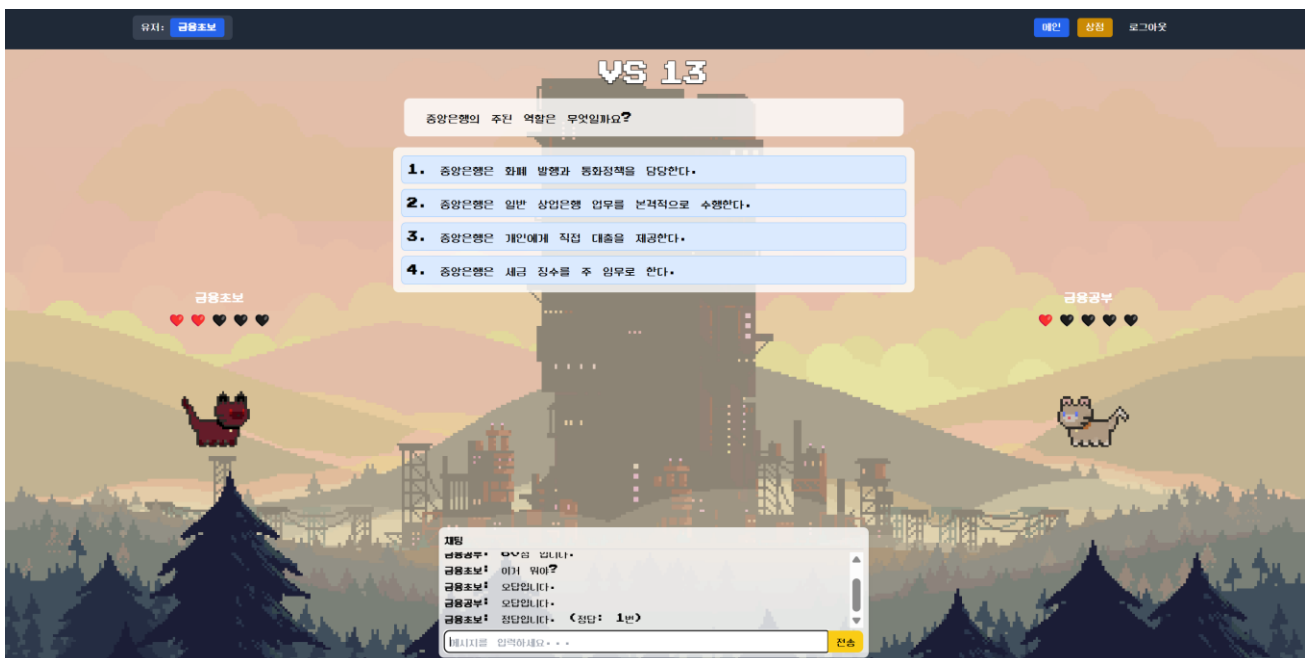 유저: 금융초보
메인 상점 로그아웃
VS 13
중앙은행의 주된 역할은 무엇일까요?
1. 중앙은행은 화폐 발행과 통화정책을 담당한다.
2. 중앙은행은 일반 상업은행 업무를 본격적으로 수행한다.
3. 중앙은행은 개인에게 직접 대출을 제공한다.
4. 중앙은행은 세금 징수를 주 임무로 한다.
금융초보
금융공부
채팅
금융공부: 입니다.
금융초보: 이거 뭐야?
금융초보: 오답입니다.
금융공부: 오답입니다.
금융초보: 정답입니다. (정답: 1번)
메시지를 입력하세요...
전송